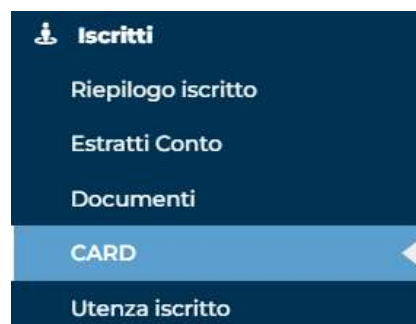 Iscritti
Riepilogo iscritto
Estratti Conto
Documenti
CARD
Utenza iscritto